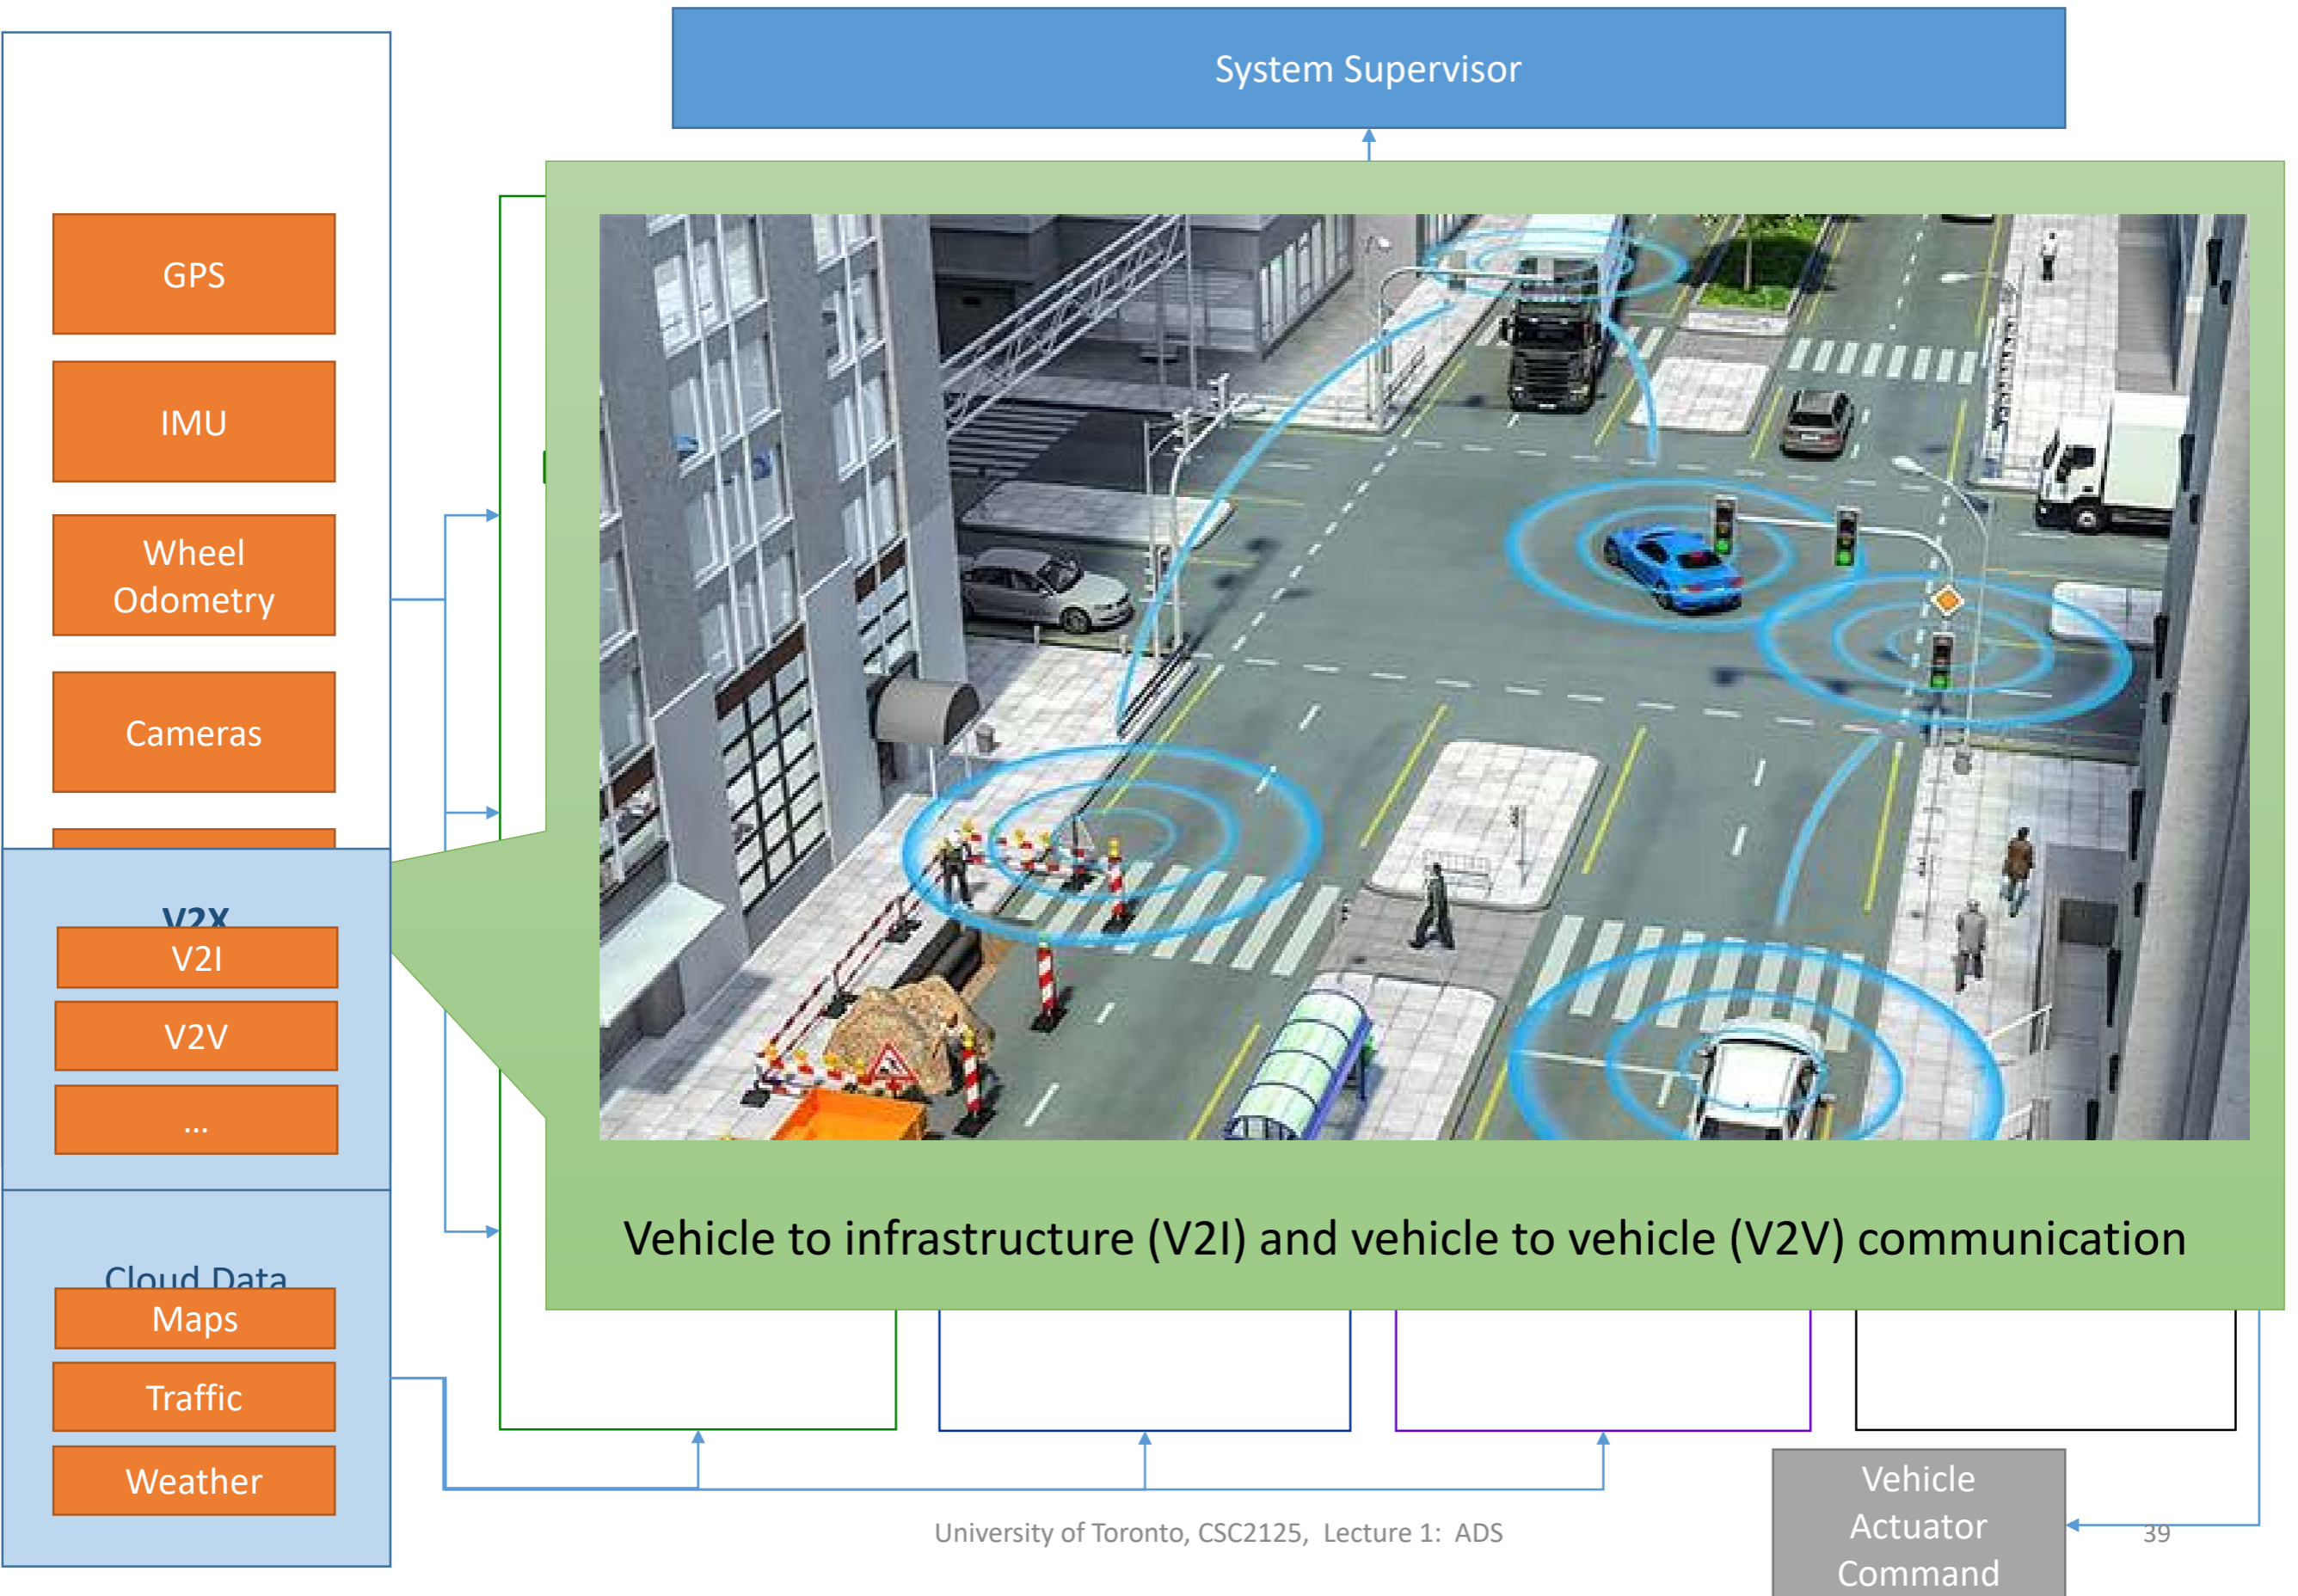 System Supervisor
GPS
IMU
Wheel
Odometry
Cameras
V2X
V2I
V2V
...
Cloud Data
Maps
Traffic
Weather
Vehicle to infrastructure (V2I) and vehicle to vehicle (V2V) communication
Vehicle
Actuator
Command
University of Toronto, CSC2125, Lecture 1: ADS
39